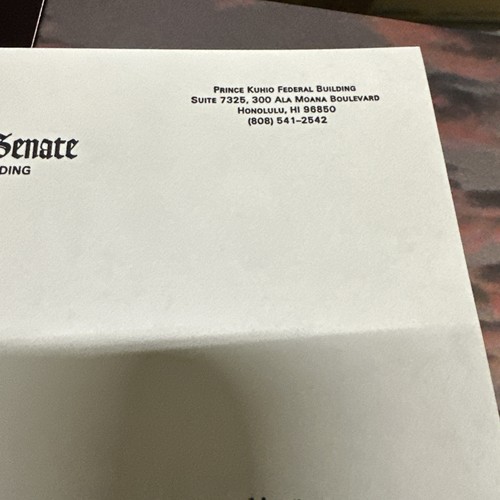 Prince Kuhio Federal Building
Suite 7325, 300 Ala Moana Boulevard
Honolulu, HI 96850
(808) 541–2542
Senate
DING